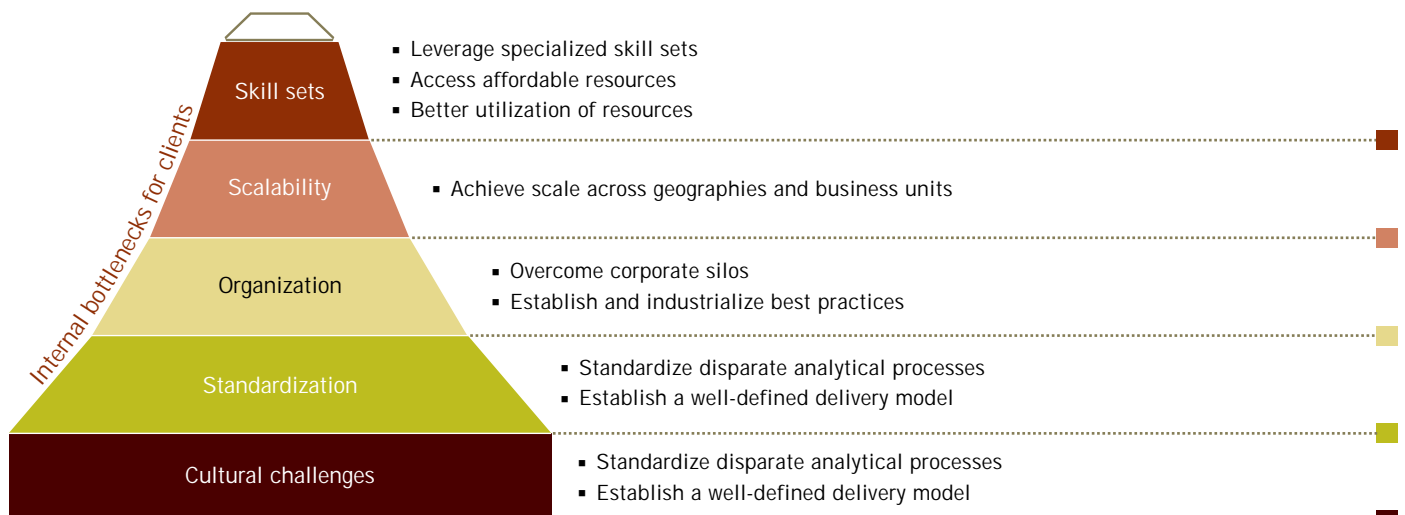 Internal bottlenecks for clients
Skill sets
▪ Leverage specialized skill sets
▪ Access affordable resources
▪ Better utilization of resources
Scalability
▪ Achieve scale across geographies and business units
Organization
▪ Overcome corporate silos
▪ Establish and industrialize best practices
Standardization
▪ Standardize disparate analytical processes
▪ Establish a well-defined delivery model
Cultural challenges
▪ Standardize disparate analytical processes
▪ Establish a well-defined delivery model